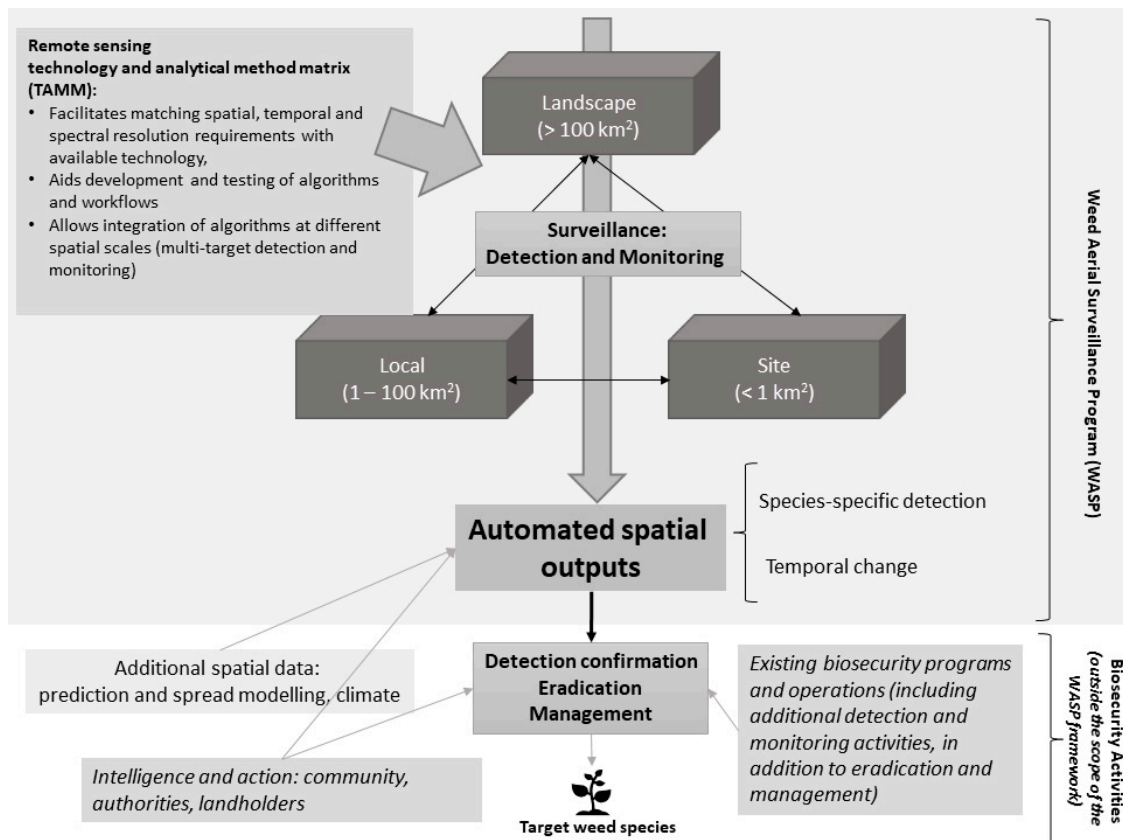 Remote sensing
technology and analytical method matrix
(TAMM):
• Facilitates matching spatial, temporal and
spectral resolution requirements with
available technology,
• Aids development and testing of algorithms
and workflows
• Allows integration of algorithms at different
spatial scales (multi-target detection and
monitoring)
Landscape
(> 100 km²)
Surveillance:
Detection and Monitoring
Local
(1 – 100 km²)
Site
(< 1 km²)
Automated spatial
outputs
Species-specific detection
Temporal change
Weed Aerial Surveillance Program (WASP)
Additional spatial data:
prediction and spread modelling, climate
Detection confirmation
Eradication
Management
Existing biosecurity programs
and operations (including
additional detection and
monitoring activities, in
addition to eradication and
management)
Intelligence and action: community,
authorities, landholders
Target weed species
Biosecurity Activities
(outside the scope of the
WASP framework)